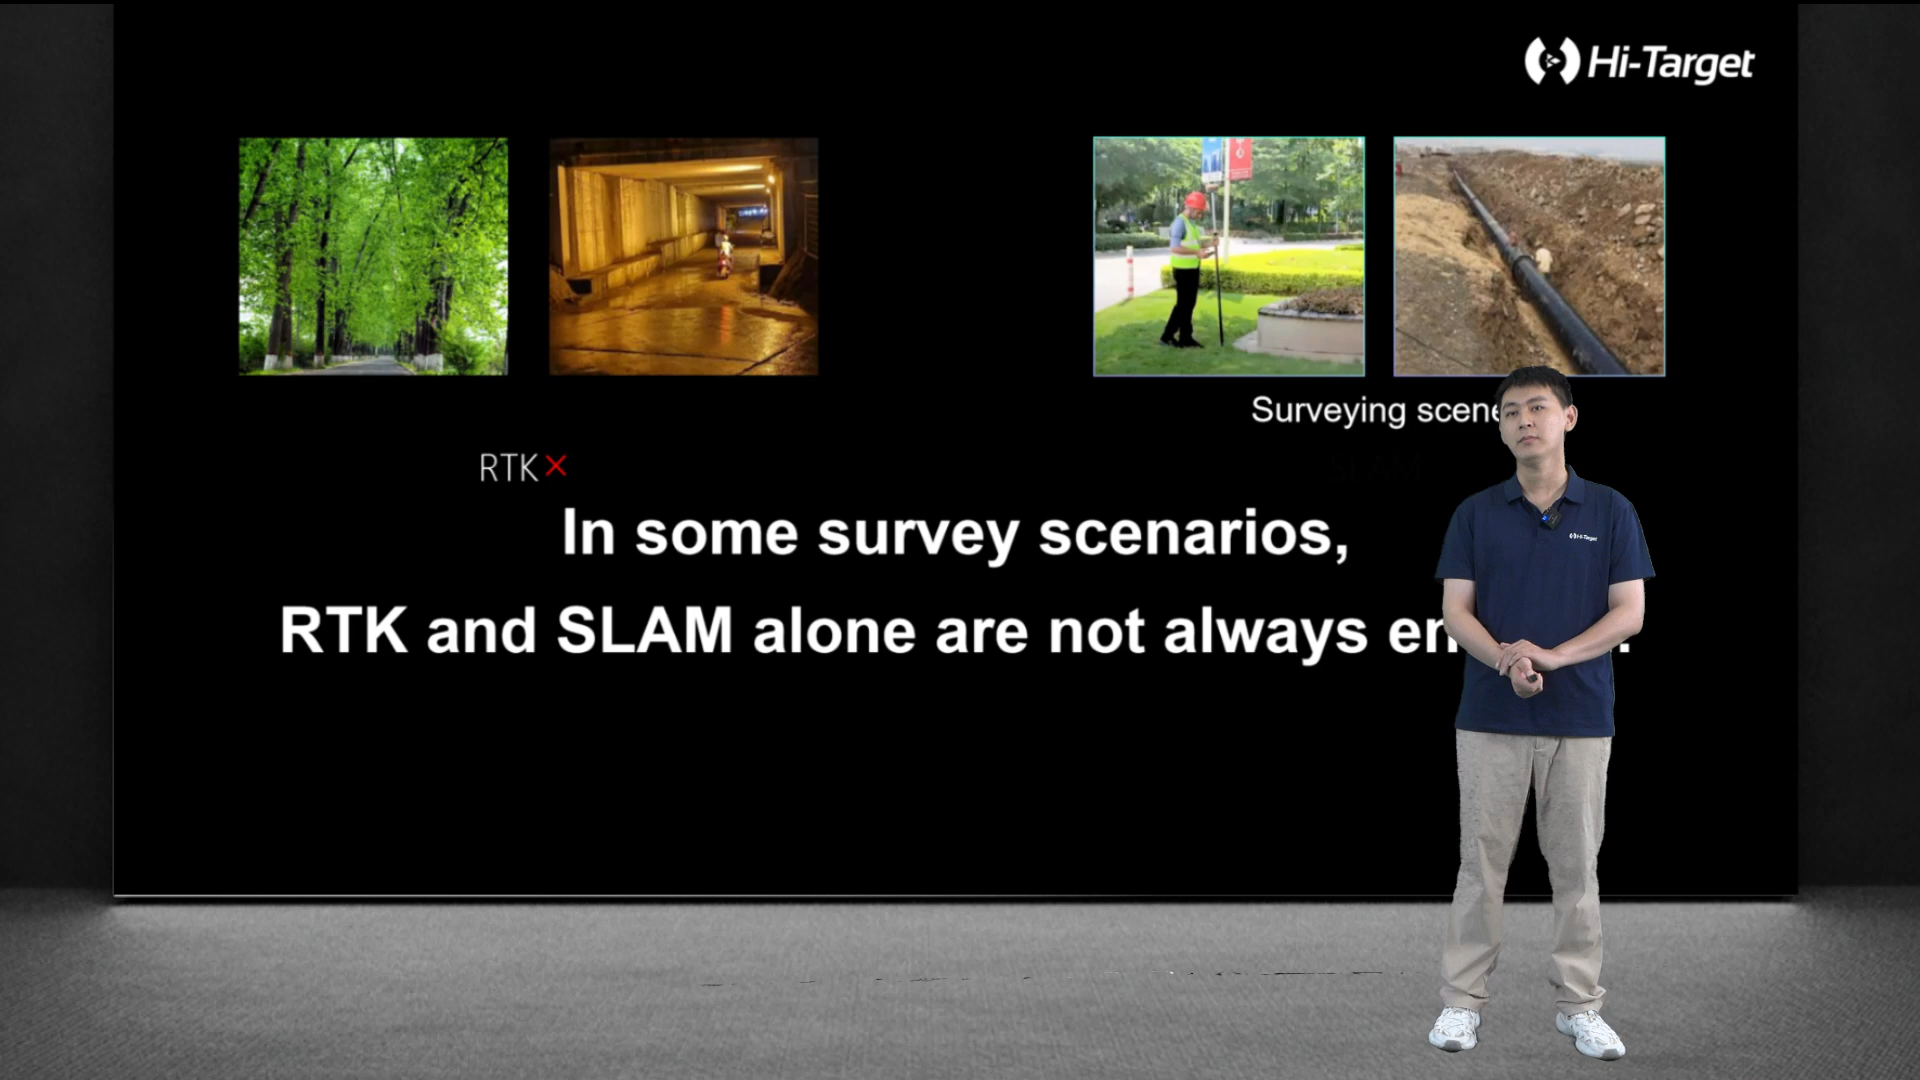 Hi-Target
Surveying scene
RTK
SLAM
In some survey scenarios,
RTK and SLAM alone are not always en
Hi-Target